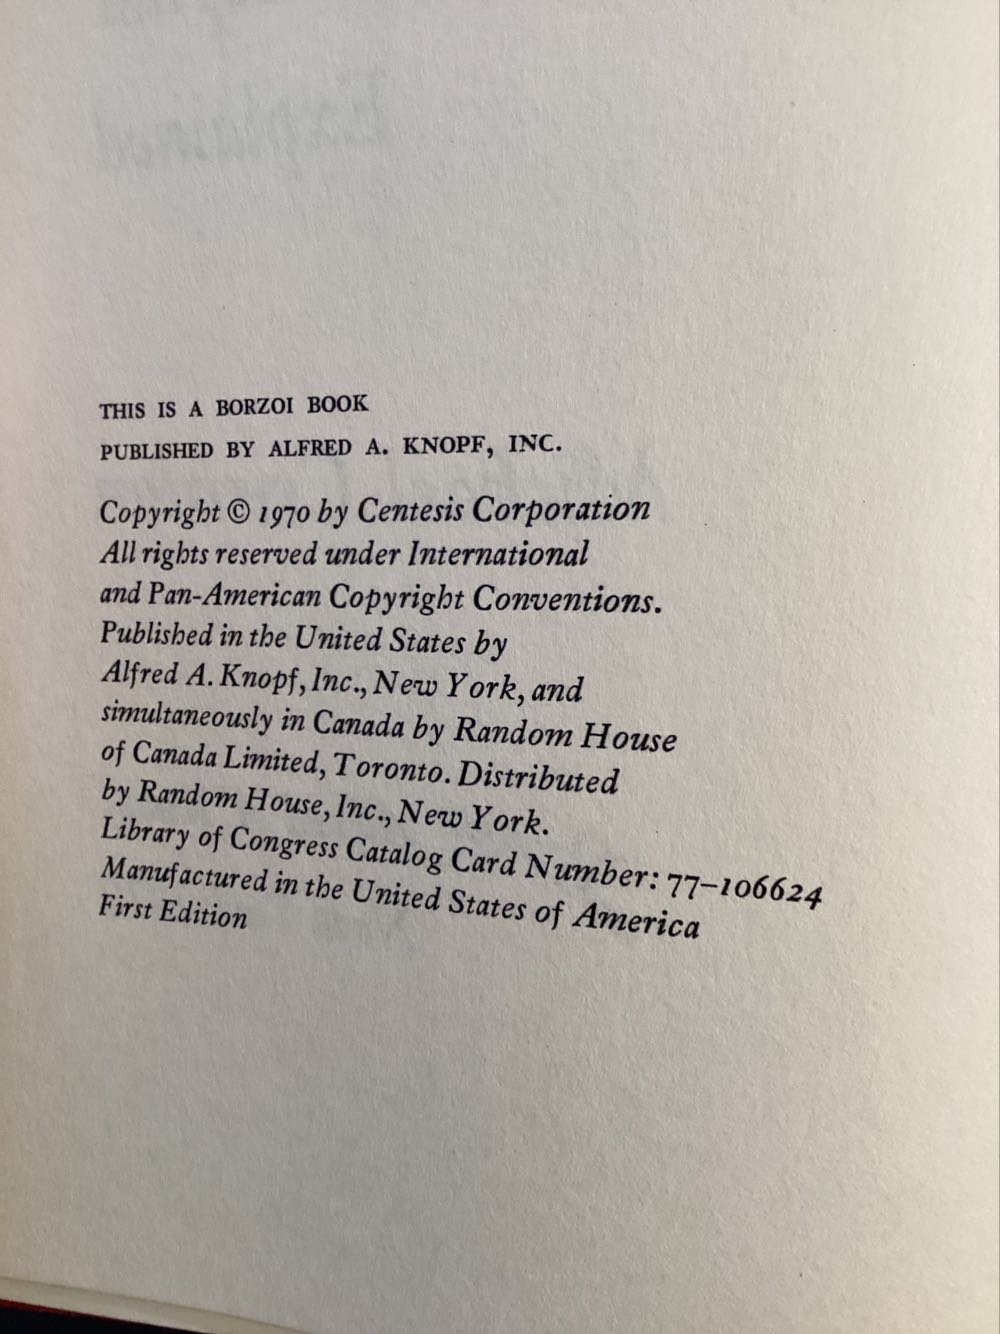 THIS IS A BORZOI BOOK
PUBLISHED BY ALFRED A. KNOPF, INC.
Copyright © 1970 by Centesis Corporation
All rights reserved under International
and Pan-American Copyright Conventions.
Published in the United States by
Alfred A. Knopf, Inc., New York, and
simultaneously in Canada by Random House
of Canada Limited, Toronto. Distributed
by Random House, Inc., New York.
Library of Congress Catalog Card Number: 77–106624
Manufactured in the United States of America
First Edition